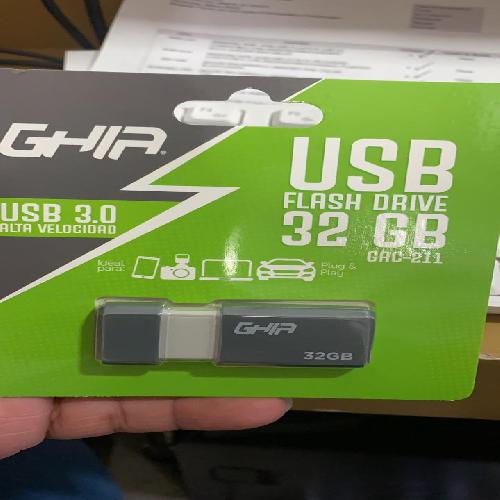 GHIA
USB 3.0
ALTA VELOCIDAD
USB
FLASH DRIVE
32 GB
GAC-211
Ideal
para:
Plug &
Play
GHIA
32GB